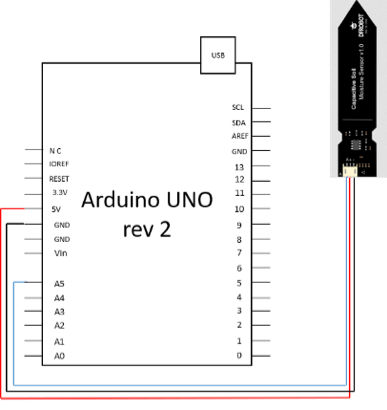 USB
SCL
SDA
AREF
GND
13
12
11
10
9
8
7
6
5
4
3
2
1
0
N C
IOREF
RESET
3.3V
5V
GND
GND
Vin
A5
A4
A3
A2
A1
A0
Arduino UNO
rev 2
Capacitive Soil
Moisture Sensor v1.0
DFROBOT